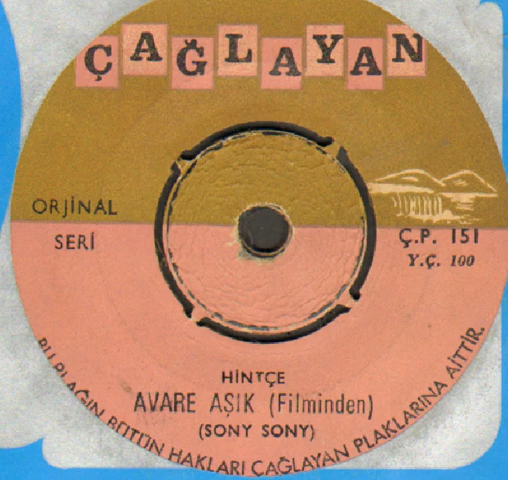 ÇAĞLAYAN
ORJİNAL
SERİ
Ç.P. 151
Y.Ç. 100
HİNTÇE
AVARE AŞIK (Filminden)
(SONY SONY)
BU PLAĞIN BÜTÜN HAKLARI ÇAĞLAYAN PLAKLARINA AİTTİR.